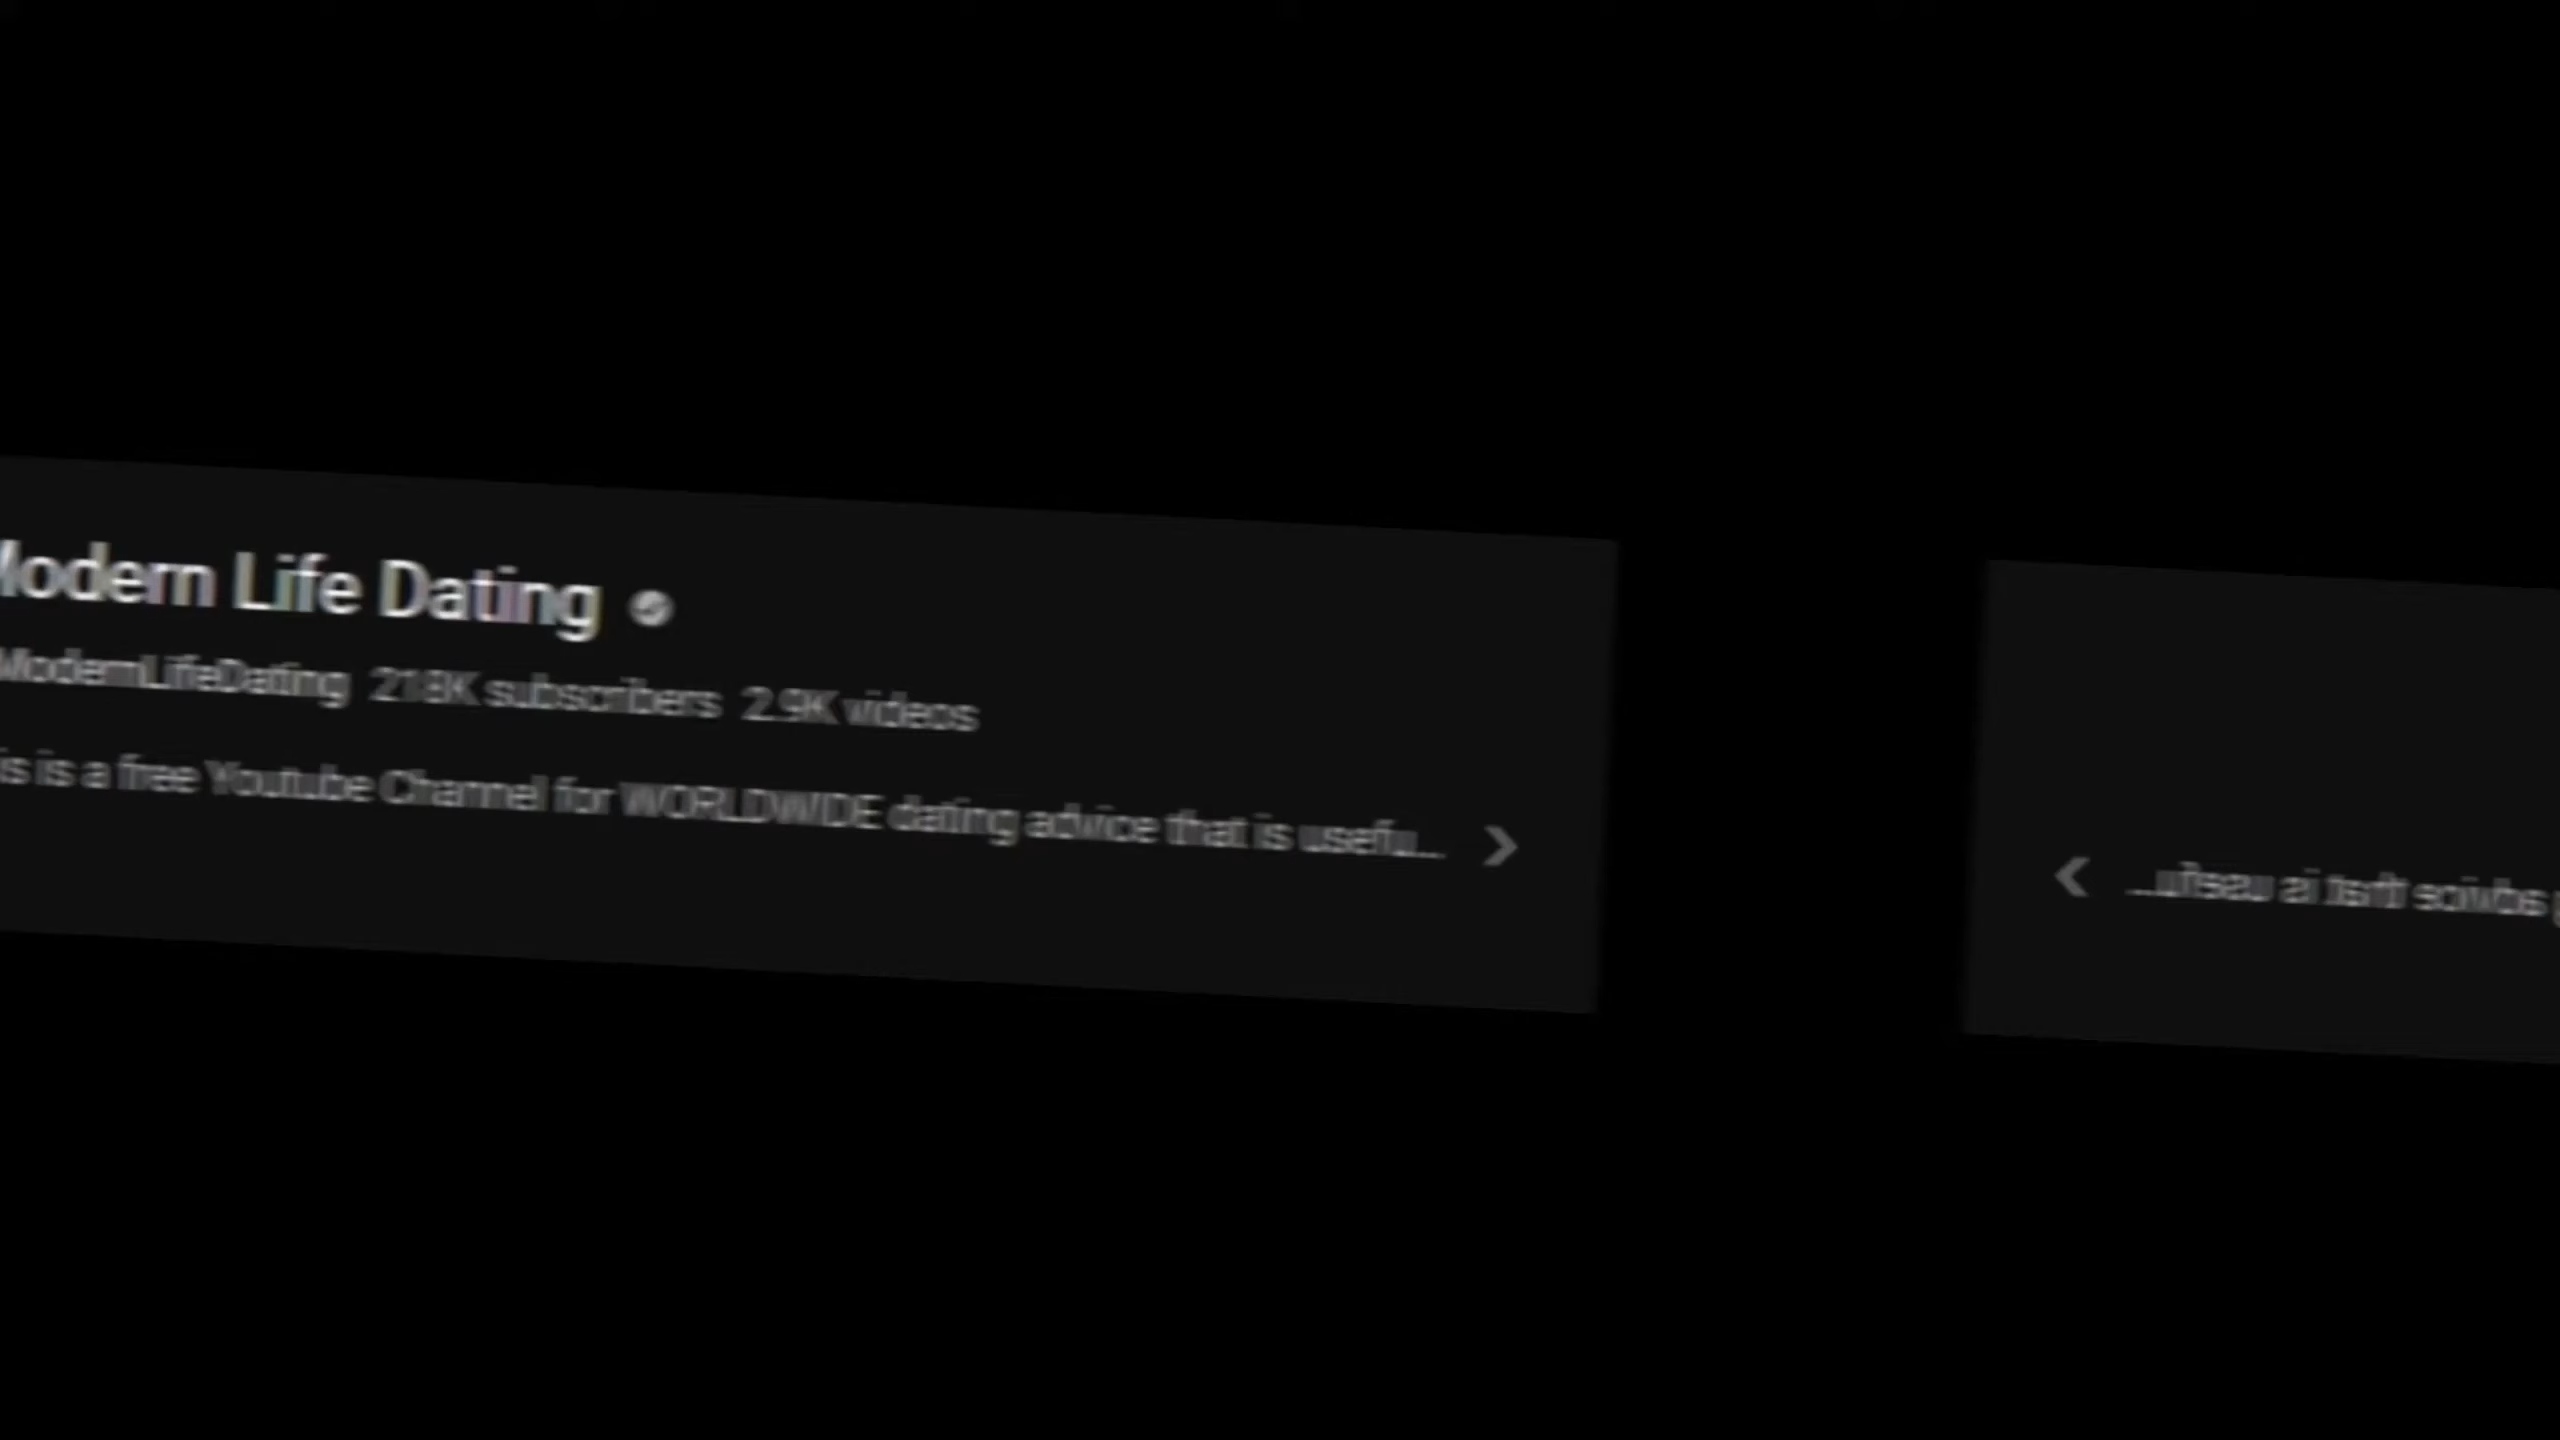 Modern Life Dating
ModernLifeDating 218K subscribers 2.9K videos
is is a free Youtube Channel for WORLDWIDE dating advice that is usefu...